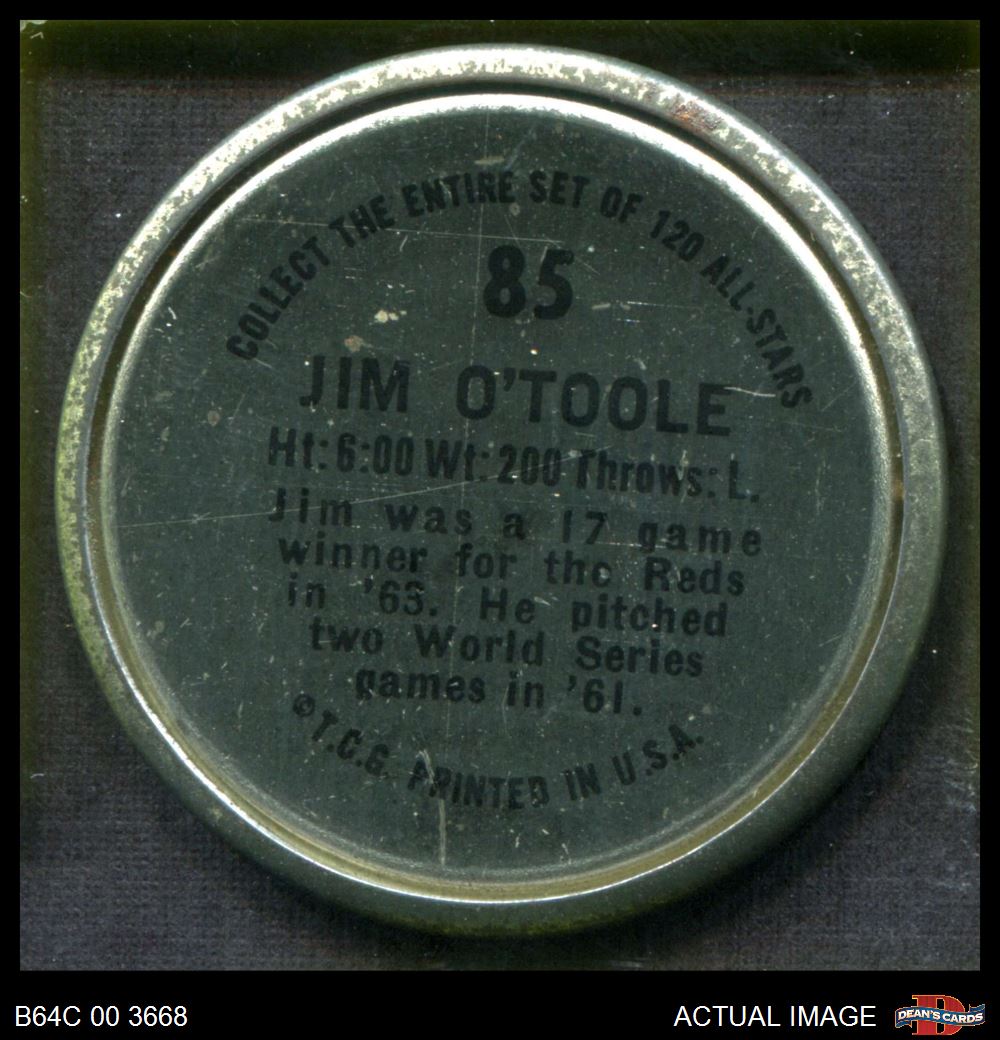 COLLECT THE ENTIRE SET OF 120 ALL-STARS
85
JIM O'TOOLE
Ht: 6:00 Wt: 200 Throws: L.
Jim was a 17 game
winner for the Reds
in '63. He pitched
two World Series
games in '61.
©T.C.G. PRINTED IN U.S.A.
B64C 00 3668
ACTUAL IMAGE
D
DEAN'S CARDS